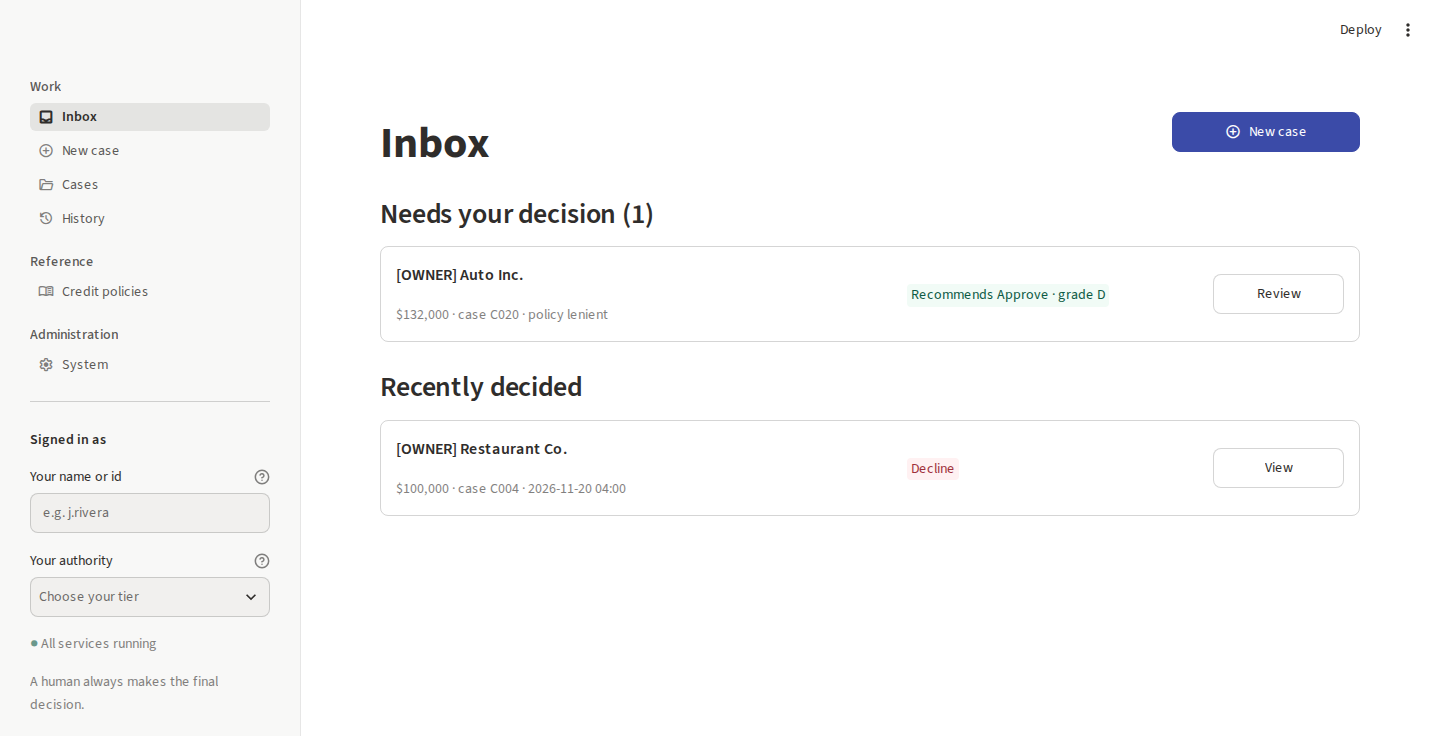 Deploy
Work
Inbox
New case
Cases
History
Reference
Credit policies
Administration
System
Signed in as
Your name or id
e.g. j.rivera
Your authority
Choose your tier
All services running
A human always makes the final
decision.
Inbox
New case
Needs your decision (1)
[OWNER] Auto Inc.
$132,000 · case C020 · policy lenient
Recommends Approve · grade D
Review
Recently decided
[OWNER] Restaurant Co.
$100,000 · case C004 · 2026-11-20 04:00
Decline
View